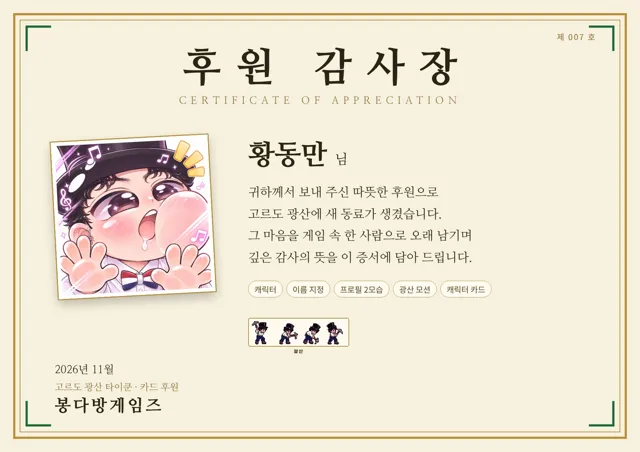 제 007 호
후원 감사장
CERTIFICATE OF APPRECIATION
황동만 님
귀하께서 보내 주신 따뜻한 후원으로
고르도 광산에 새 동료가 생겼습니다.
그 마음을 게임 속 한 사람으로 오래 남기며
깊은 감사의 뜻을 이 증서에 담아 드립니다.
캐릭터 이름 지정 프로필 2모습 광산 모션 캐릭터 카드
2026년 11월
고르도 광산 타이쿤 · 카드 후원
봉다방게임즈